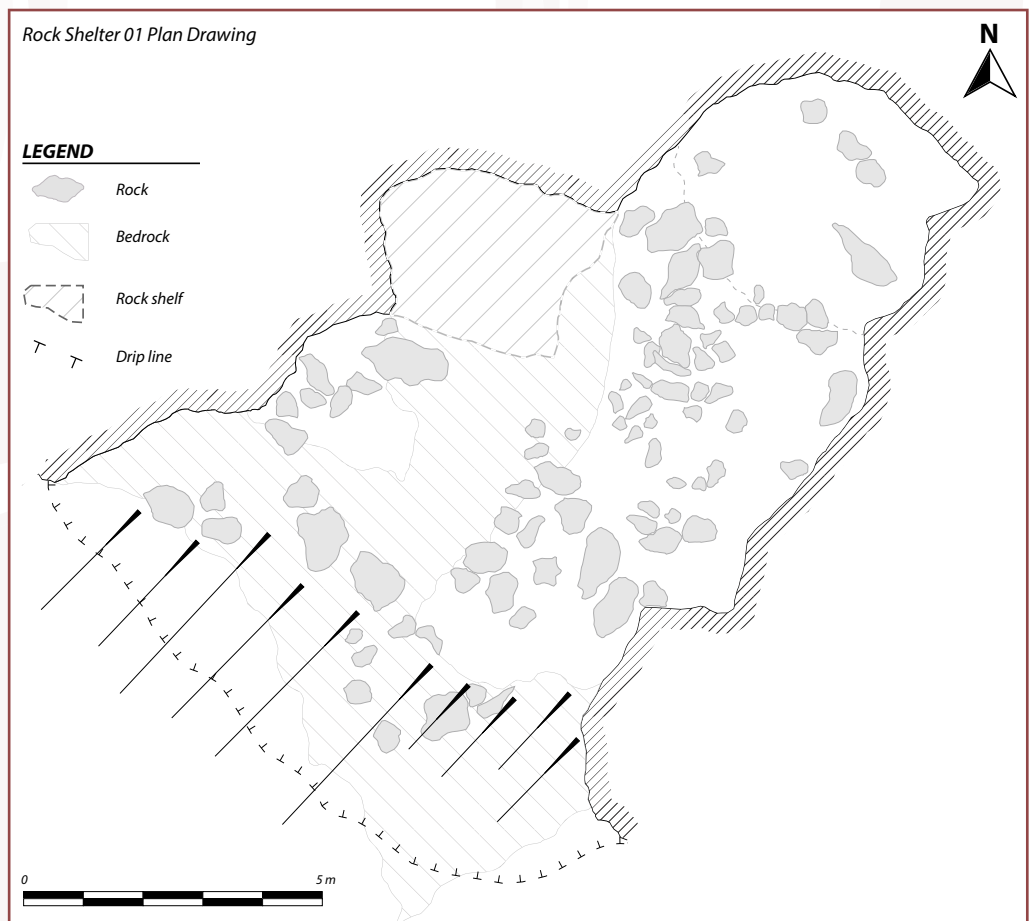 Rock Shelter 01 Plan Drawing
N
LEGEND
Rock
Bedrock
Rock shelf
Drip line
0 5 m